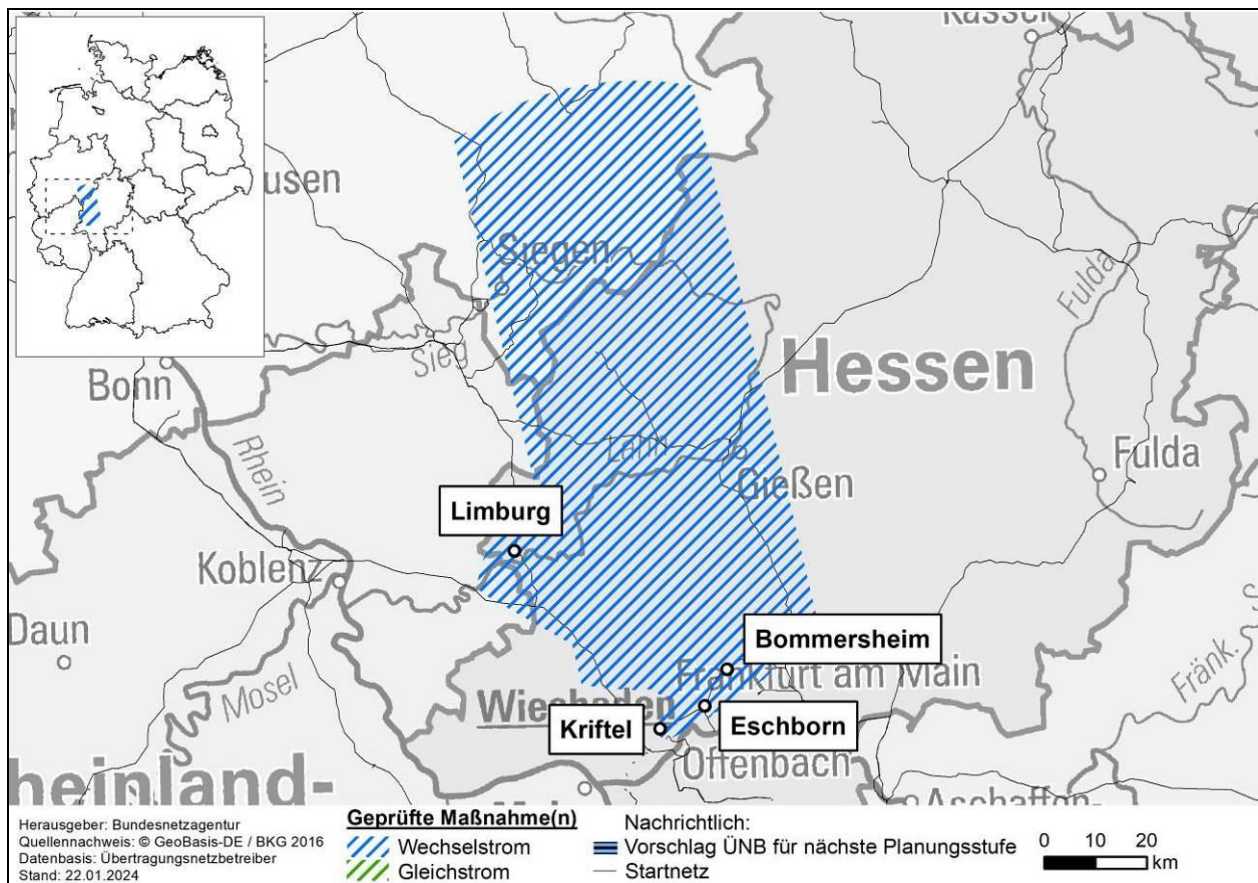 Kassel
usen
Siegen
Fulda
Hessen
Sieg
Bonn
Rhein
Lahn
Fulda
Gießen
Limburg
Koblenz
Daun
Bommersheim
Frankfurt am Main
Fränk.
Mosel
Wiesbaden
Kriftel
Eschborn
Offenbach
heinland-
Aschaffen-
Herausgeber: Bundesnetzagentur
Quellennachweis: © GeoBasis-DE / BKG 2016
Datenbasis: Übertragungsnetzbetreiber
Stand: 22.01.2024
Geprüfte Maßnahme(n)
Wechselstrom
Gleichstrom
Nachrichtlich:
Vorschlag ÜNB für nächste Planungsstufe
Startnetz
0 10 20
km